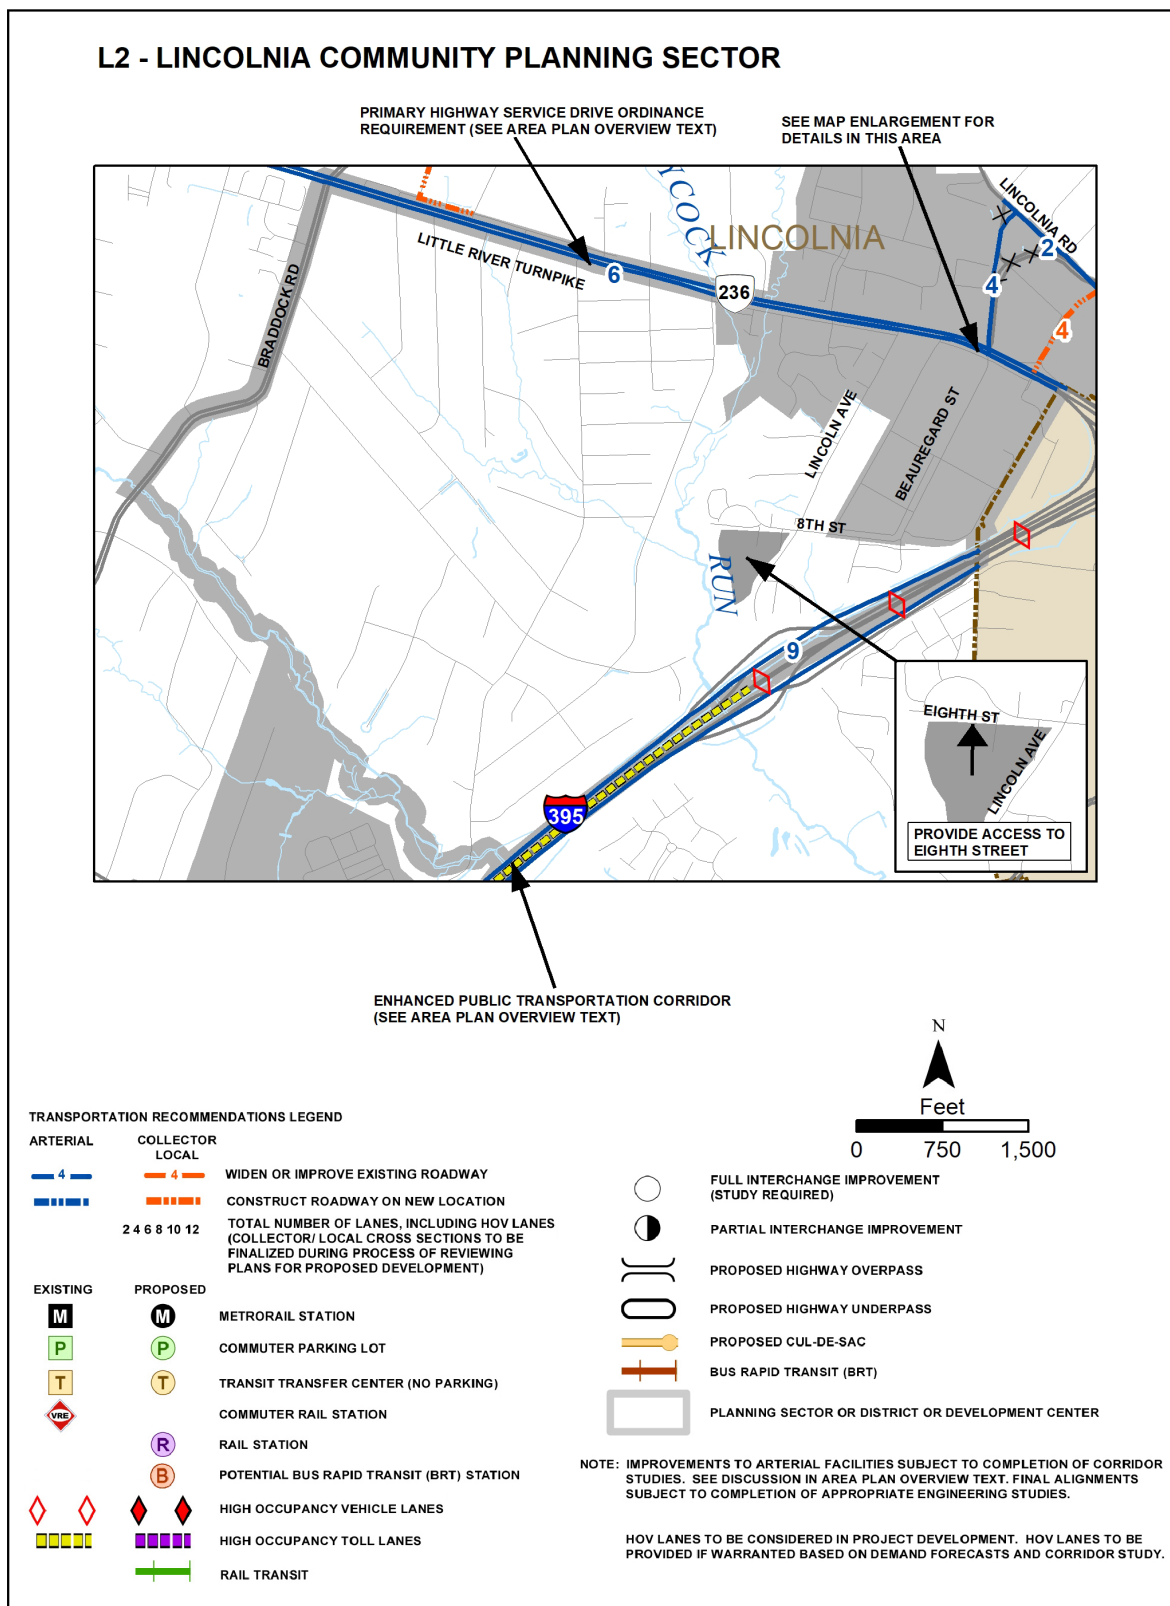 L2 - LINCOLNIA COMMUNITY PLANNING SECTOR
PRIMARY HIGHWAY SERVICE DRIVE ORDINANCE
REQUIREMENT (SEE AREA PLAN OVERVIEW TEXT)
SEE MAP ENLARGEMENT FOR
DETAILS IN THIS AREA
YCOCK
LINCOLNIA
LINCOLNIA RD
2
4
4
LITTLE RIVER TURNPIKE
6
236
BRADDOCK RD
LINCOLN AVE
BEAUREGARD ST
8TH ST
RUN
9
395
EIGHTH ST
LINCOLN AVE
PROVIDE ACCESS TO
EIGHTH STREET
ENHANCED PUBLIC TRANSPORTATION CORRIDOR
(SEE AREA PLAN OVERVIEW TEXT)
N
Feet
0 750 1,500
TRANSPORTATION RECOMMENDATIONS LEGEND
ARTERIAL
COLLECTOR
LOCAL
4 4 WIDEN OR IMPROVE EXISTING ROADWAY
CONSTRUCT ROADWAY ON NEW LOCATION
2 4 6 8 10 12
TOTAL NUMBER OF LANES, INCLUDING HOV LANES
(COLLECTOR/ LOCAL CROSS SECTIONS TO BE
FINALIZED DURING PROCESS OF REVIEWING
PLANS FOR PROPOSED DEVELOPMENT)
EXISTING PROPOSED
M M METRORAIL STATION
P P COMMUTER PARKING LOT
T T TRANSIT TRANSFER CENTER (NO PARKING)
VRE COMMUTER RAIL STATION
R RAIL STATION
B POTENTIAL BUS RAPID TRANSIT (BRT) STATION
HIGH OCCUPANCY VEHICLE LANES
HIGH OCCUPANCY TOLL LANES
RAIL TRANSIT
FULL INTERCHANGE IMPROVEMENT
(STUDY REQUIRED)
PARTIAL INTERCHANGE IMPROVEMENT
PROPOSED HIGHWAY OVERPASS
PROPOSED HIGHWAY UNDERPASS
PROPOSED CUL-DE-SAC
BUS RAPID TRANSIT (BRT)
PLANNING SECTOR OR DISTRICT OR DEVELOPMENT CENTER
NOTE: IMPROVEMENTS TO ARTERIAL FACILITIES SUBJECT TO COMPLETION OF CORRIDOR
STUDIES. SEE DISCUSSION IN AREA PLAN OVERVIEW TEXT. FINAL ALIGNMENTS
SUBJECT TO COMPLETION OF APPROPRIATE ENGINEERING STUDIES.
HOV LANES TO BE CONSIDERED IN PROJECT DEVELOPMENT. HOV LANES TO BE
PROVIDED IF WARRANTED BASED ON DEMAND FORECASTS AND CORRIDOR STUDY.